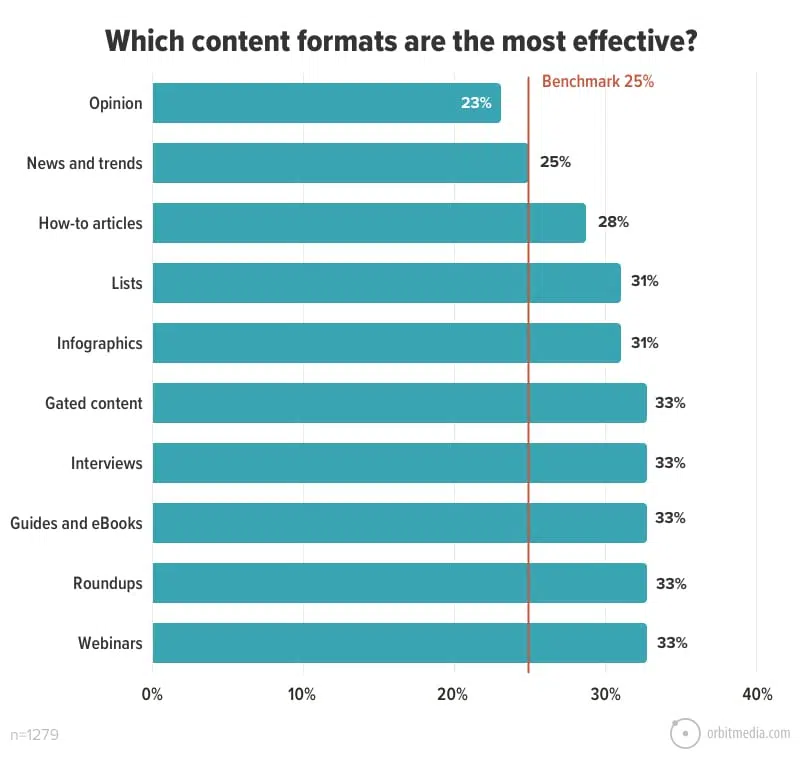 Which content formats are the most effective?
Benchmark 25%
Opinion 23%
News and trends 25%
How-to articles 28%
Lists 31%
Infographics 31%
Gated content 33%
Interviews 33%
Guides and eBooks 33%
Roundups 33%
Webinars 33%
0% 10% 20% 30% 40%
n=1279 orbitmedia.com